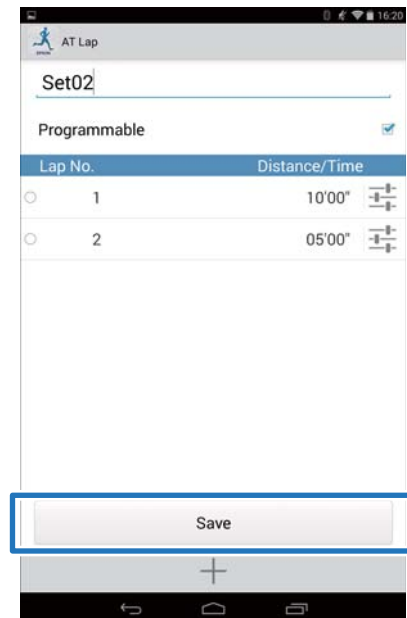 16:20
AT Lap
Set02
Programmable
Lap No. Distance/Time
1 10'00"
2 05'00"
Save